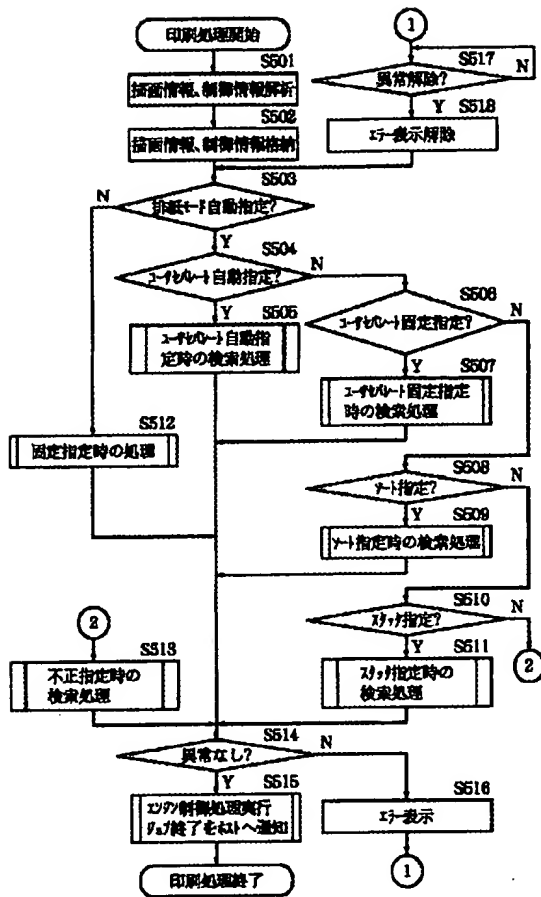 印刷処理開始
S501
描画情報、制御情報解析
S502
描画情報、制御情報格納
S503
排紙モード自動指定?
N
Y
S504
ユーザセパレート自動指定?
N
Y
S505
ユーザセパレート自動指
定時の検索処理
S506
ユーザセパレート固定指定?
N
Y
S507
ユーザセパレート固定指定
時の検索処理
S512
固定指定時の処理
S508
ソート指定?
N
Y
S509
ソート指定時の検索処理
S510
スタック指定?
N
Y
2
S511
スタック指定時の
検索処理
2
S513
不正指定時の
検索処理
S514
異常なし?
N
Y
S515
エンジン制御処理実行
ジョブ終了をホストへ通知
印刷処理終了
S516
エラー表示
1
1
S517
異常解除?
N
Y
S518
エラー表示解除